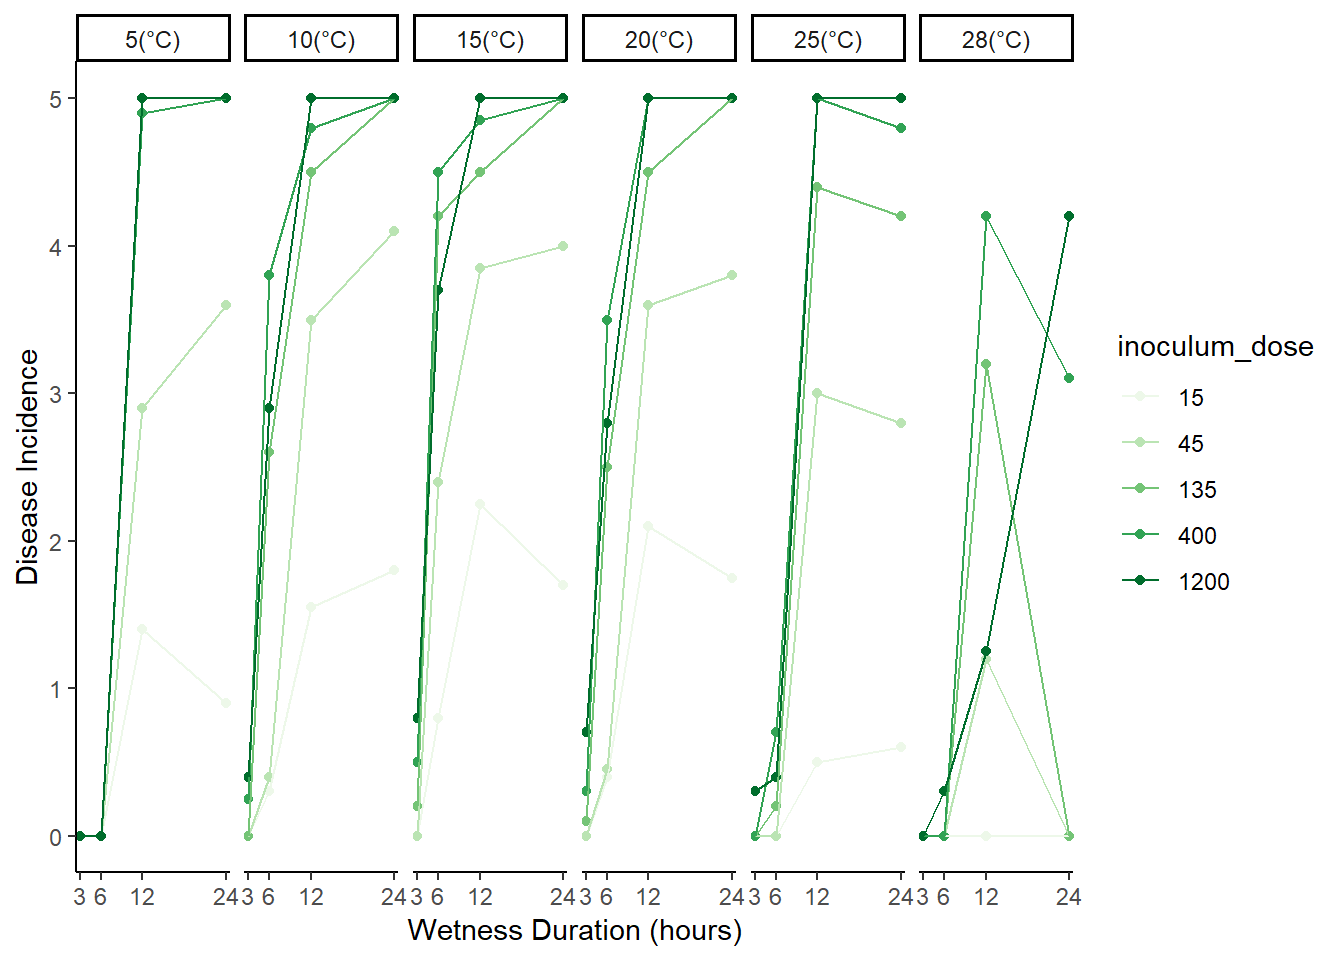 5(°C) 10(°C) 15(°C) 20(°C) 25(°C) 28(°C)
5
4
3
2
1
0
Disease Incidence
3 6 12 24 3 6 12 24 3 6 12 24 3 6 12 24 3 6 12 24 3 6 12 24
Wetness Duration (hours)
inoculum_dose
15
45
135
400
1200